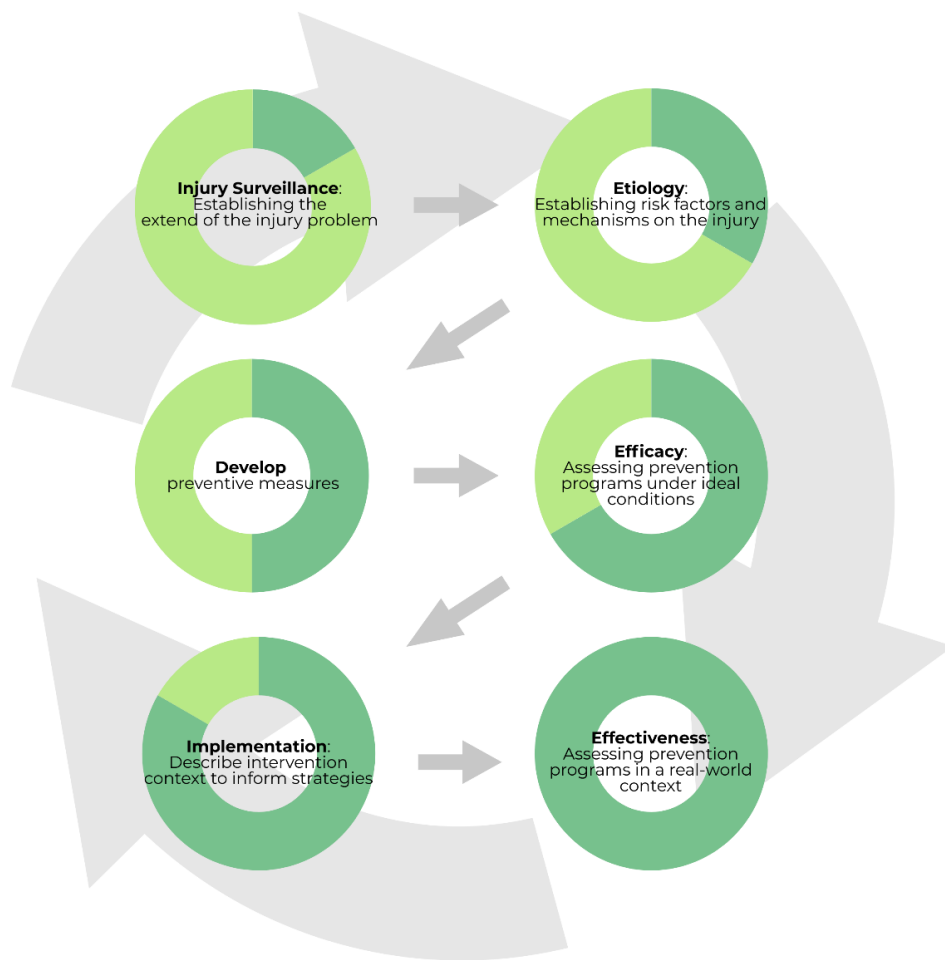 Injury Surveillance:
Establishing the
extend of the injury problem
Etiology:
Establishing risk factors and
mechanisms on the injury
Develop
preventive measures
Efficacy:
Assessing prevention
programs under ideal
conditions
Implementation:
Describe intervention
context to inform strategies
Effectiveness:
Assessing prevention
programs in a real-world
context